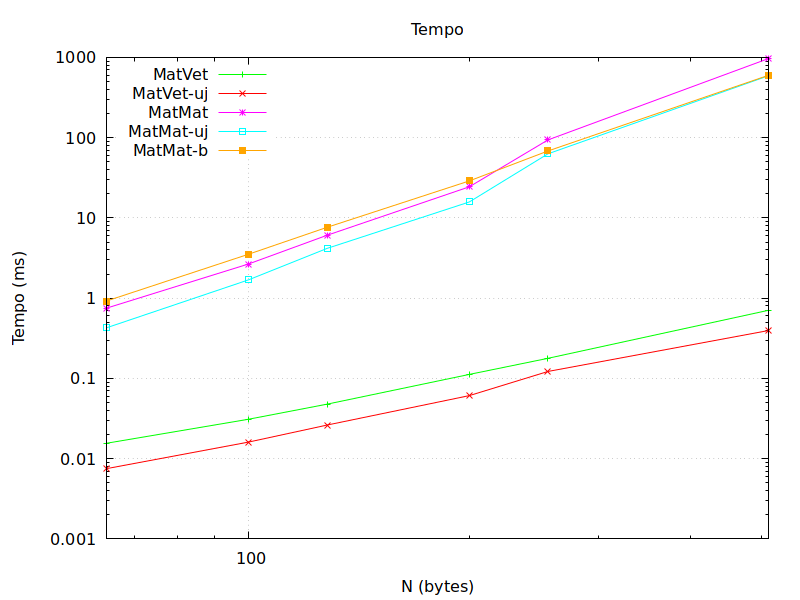 Tempo
1000
100
10
1
0.1
0.01
0.001
Tempo (ms)
MatVet
MatVet-uj
MatMat
MatMat-uj
MatMat-b
100
N (bytes)